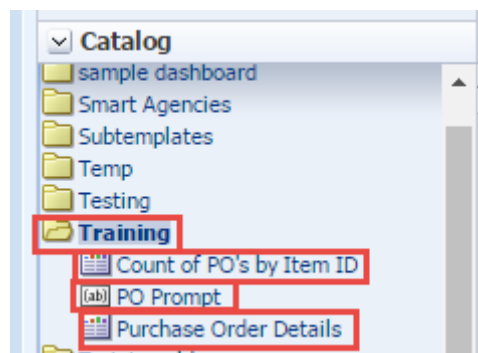 Catalog
sample dashboard
Smart Agencies
Subtemplates
Temp
Testing
Training
Count of PO's by Item ID
(ab) PO Prompt
Purchase Order Details